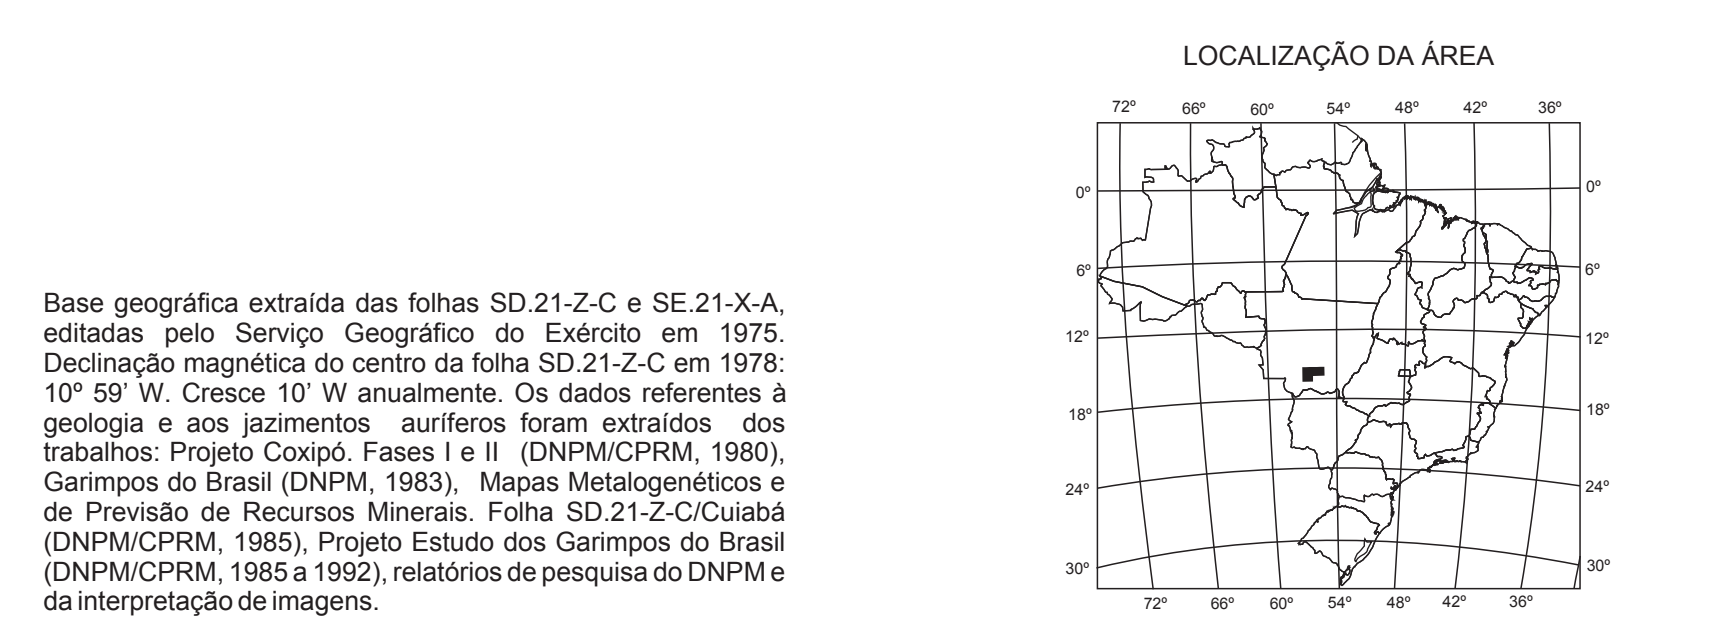 Base geográfica extraída das folhas SD.21-Z-C e SE.21-X-A,
editadas pelo Serviço Geográfico do Exército em 1975.
Declinação magnética do centro da folha SD.21-Z-C em 1978:
10º 59’ W. Cresce 10’ W anualmente. Os dados referentes à
geologia e aos jazimentos auríferos foram extraídos dos
trabalhos: Projeto Coxipó. Fases I e II (DNPM/CPRM, 1980),
Garimpos do Brasil (DNPM, 1983), Mapas Metalogenéticos e
de Previsão de Recursos Minerais. Folha SD.21-Z-C/Cuiabá
(DNPM/CPRM, 1985), Projeto Estudo dos Garimpos do Brasil
(DNPM/CPRM, 1985 a 1992), relatórios de pesquisa do DNPM e
da interpretação de imagens.
LOCALIZAÇÃO DA ÁREA
72º 66º 60º 54º 48º 42º 36º
0º 0º
6º 6º
12º 12º
18º 18º
24º 24º
30º 30º
72º 66º 60º 54º 48º 42º 36º